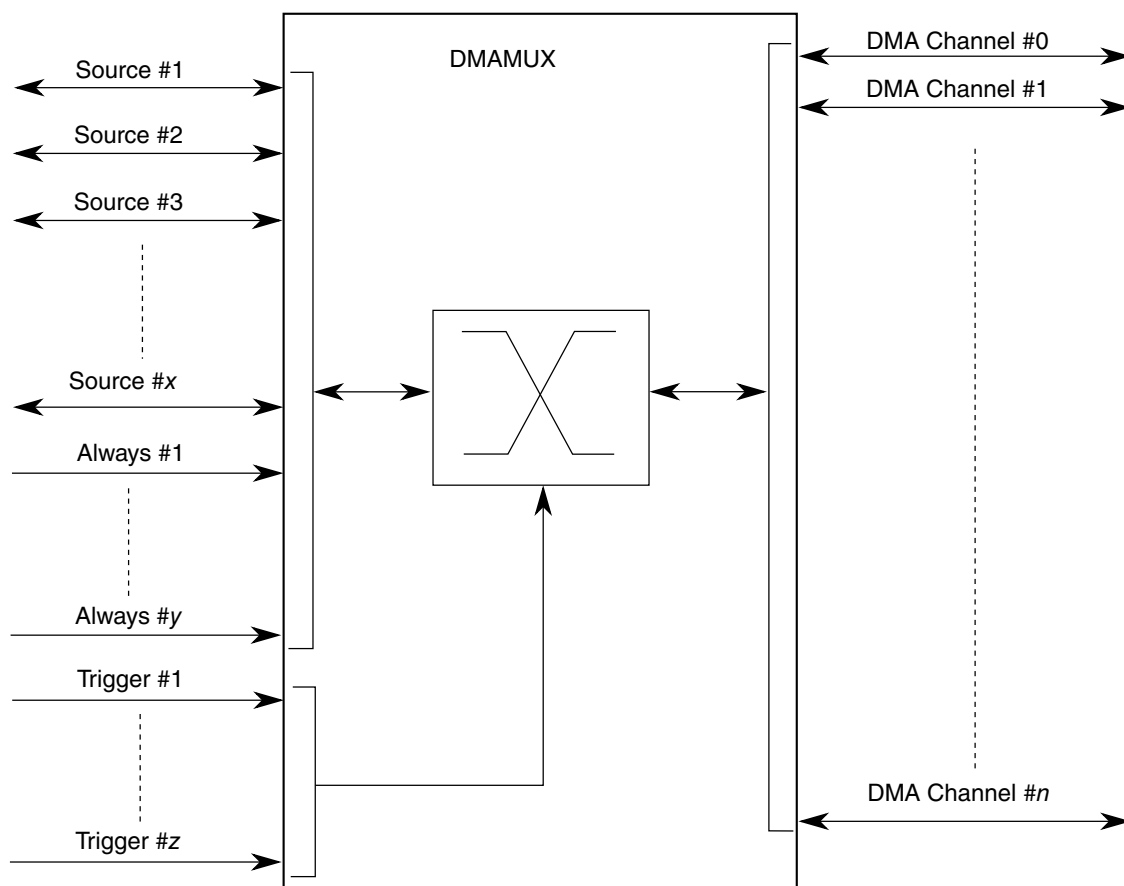 DMAMUX
Source #1
Source #2
Source #3
Source #x
Always #1
Always #y
Trigger #1
Trigger #z
DMA Channel #0
DMA Channel #1
DMA Channel #n